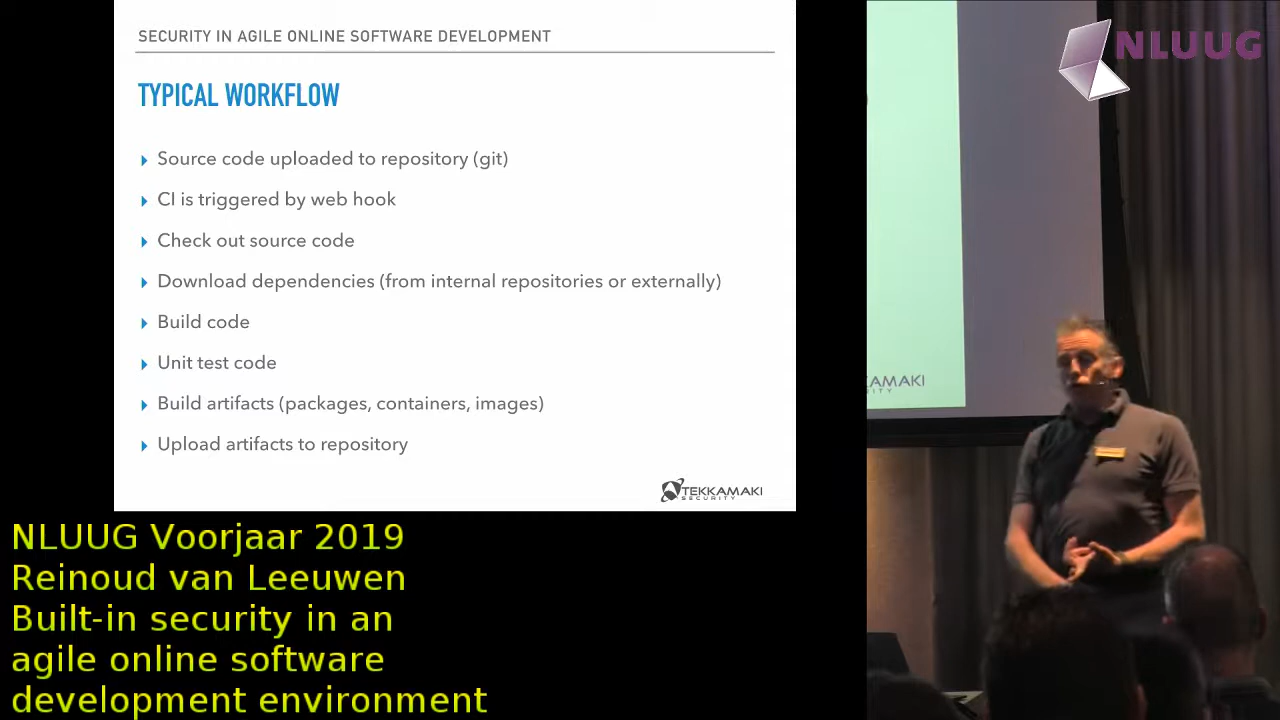 SECURITY IN AGILE ONLINE SOFTWARE DEVELOPMENT
TYPICAL WORKFLOW
Source code uploaded to repository (git)
CI is triggered by web hook
Check out source code
Download dependencies (from internal repositories or externally)
Build code
Unit test code
Build artifacts (packages, containers, images)
Upload artifacts to repository
TEKKAMAKI
SECURITY
NLUUG
AMAKI
NLUUG Voorjaar 2019
Reinoud van Leeuwen
Built-in security in an
agile online software
development environment